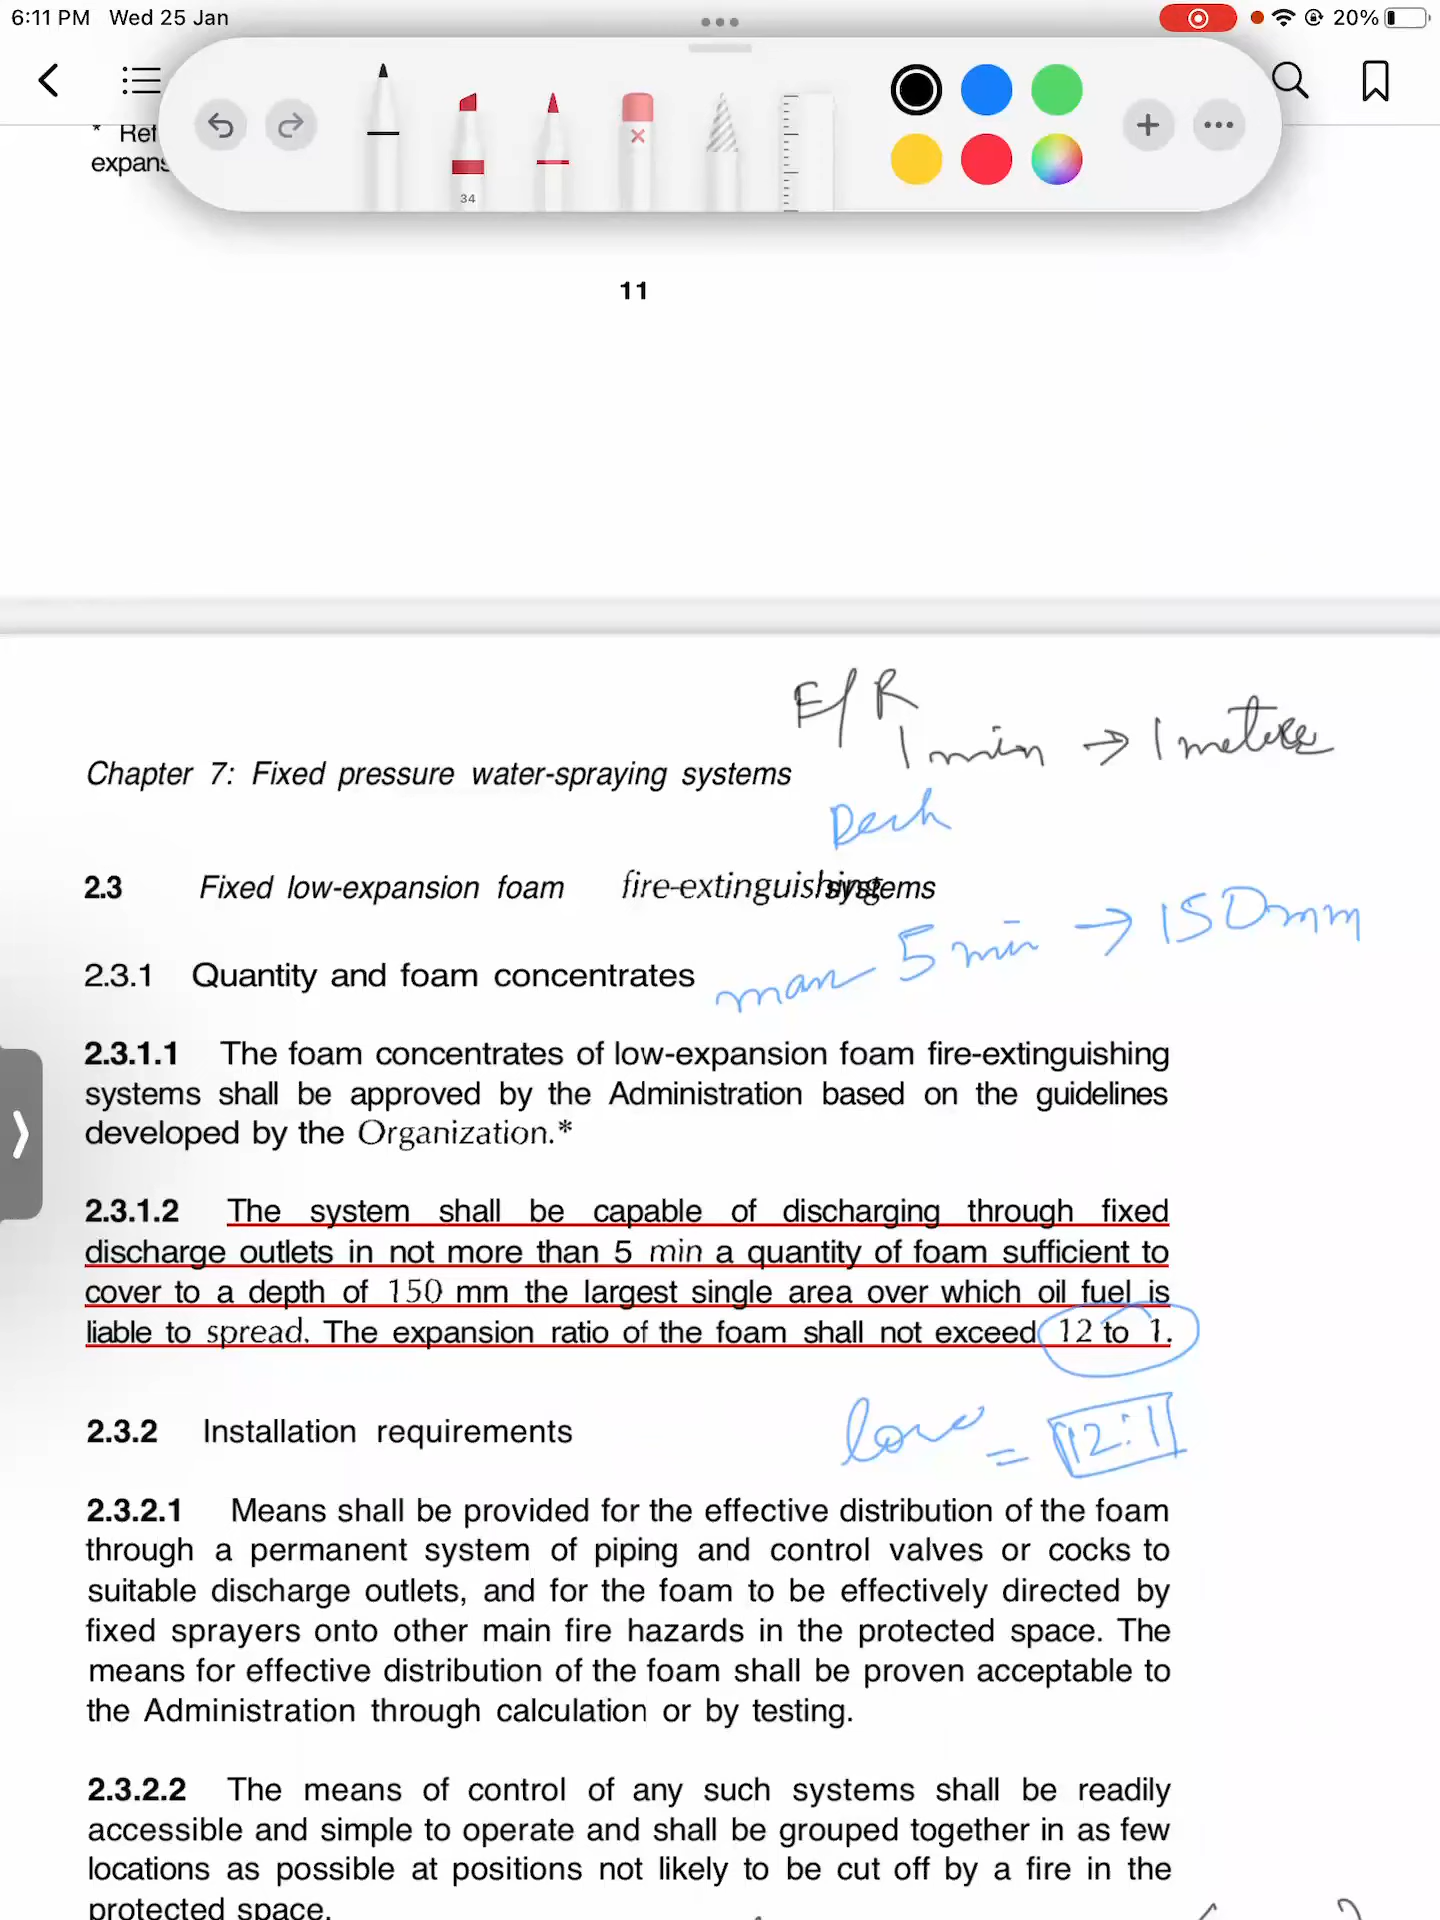 6:11 PM Wed 25 Jan
20%
* Ref
expans
34
11
E/R
1 min → 1 metere
Chapter 7: Fixed pressure water-spraying systems
Deck
2.3 Fixed low-expansion foam fire-extinguishing systems
max 5 min → 150mm
2.3.1 Quantity and foam concentrates
2.3.1.1 The foam concentrates of low-expansion foam fire-extinguishing
systems shall be approved by the Administration based on the guidelines
developed by the Organization.*
2.3.1.2 The system shall be capable of discharging through fixed
discharge outlets in not more than 5 min a quantity of foam sufficient to
cover to a depth of 150 mm the largest single area over which oil fuel is
liable to spread. The expansion ratio of the foam shall not exceed 12 to 1.
low = 12:1
2.3.2 Installation requirements
2.3.2.1 Means shall be provided for the effective distribution of the foam
through a permanent system of piping and control valves or cocks to
suitable discharge outlets, and for the foam to be effectively directed by
fixed sprayers onto other main fire hazards in the protected space. The
means for effective distribution of the foam shall be proven acceptable to
the Administration through calculation or by testing.
2.3.2.2 The means of control of any such systems shall be readily
accessible and simple to operate and shall be grouped together in as few
locations as possible at positions not likely to be cut off by a fire in the
protected space.